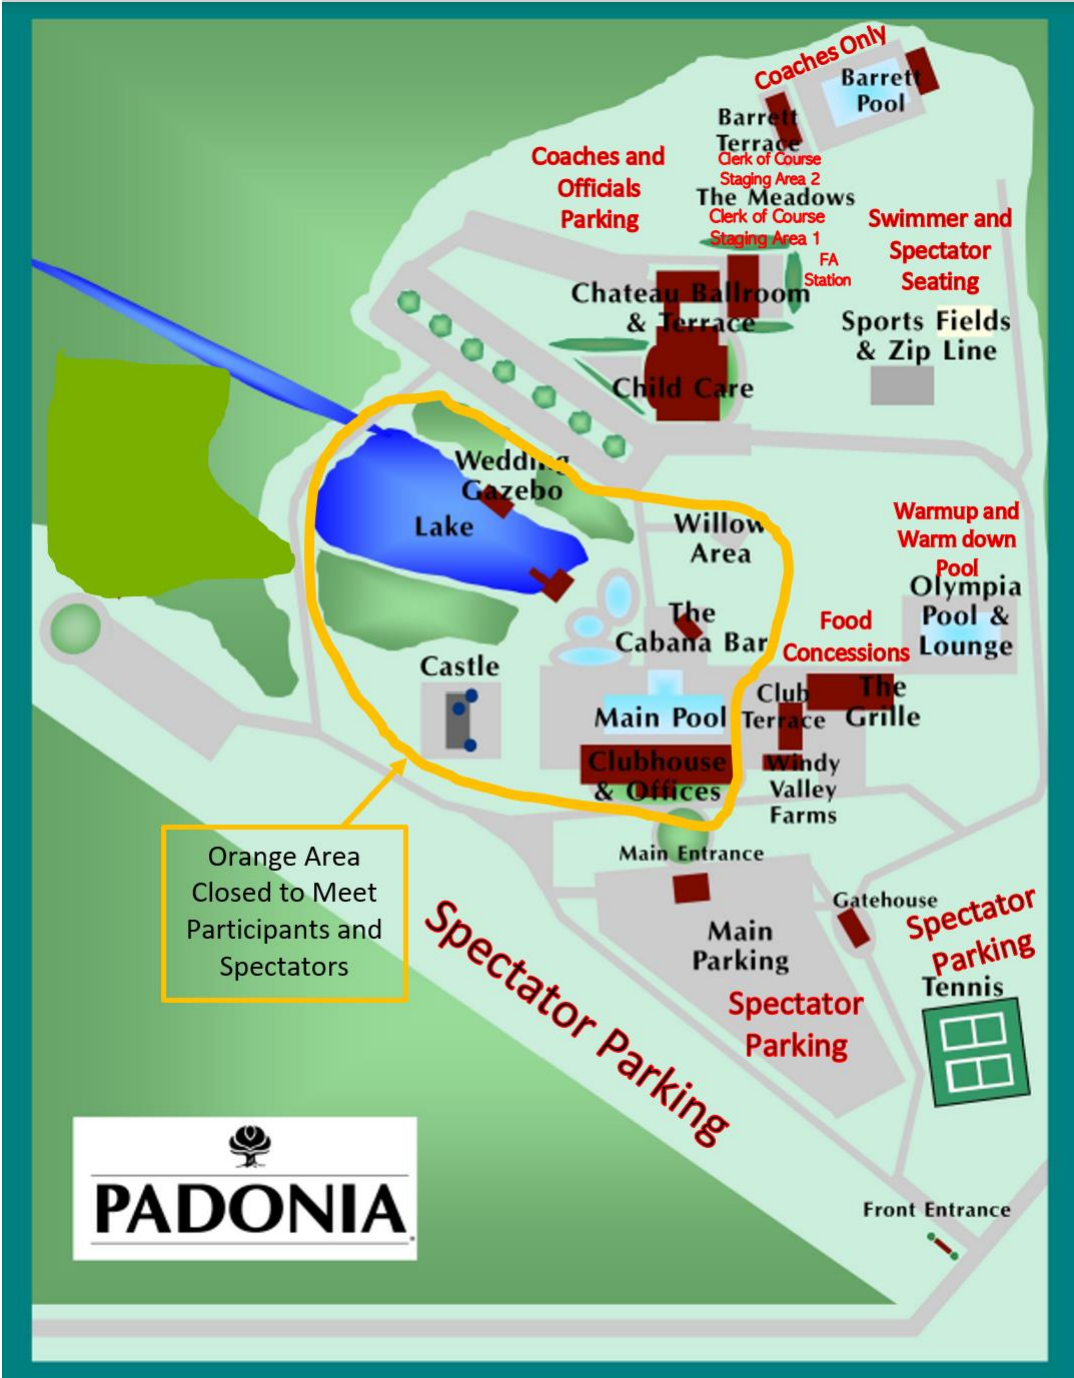 Coaches Only
Barrett
Pool
Barrett
Terrace
Clerk of Course
Staging Area 2
The Meadows
Clerk of Course
Staging Area 1
FA
Station
Coaches and
Officials
Parking
Swimmer and
Spectator
Seating
Chateau Ballroom
& Terrace
Sports Fields
& Zip Line
Child Care
Wedding
Gazebo
Lake
Willow
Area
Warmup and
Warm down
Pool
Olympia
Pool &
Lounge
The
Cabana Bar
Food
Concessions
Castle
Main Pool
Club
Terrace
The
Grille
Clubhouse
& Offices
Windy
Valley
Farms
Orange Area
Closed to Meet
Participants and
Spectators
Main Entrance
Gatehouse
Main
Parking
Spectator
Parking
Spectator
Parking
Tennis
Spectator Parking
PADONIA
Front Entrance